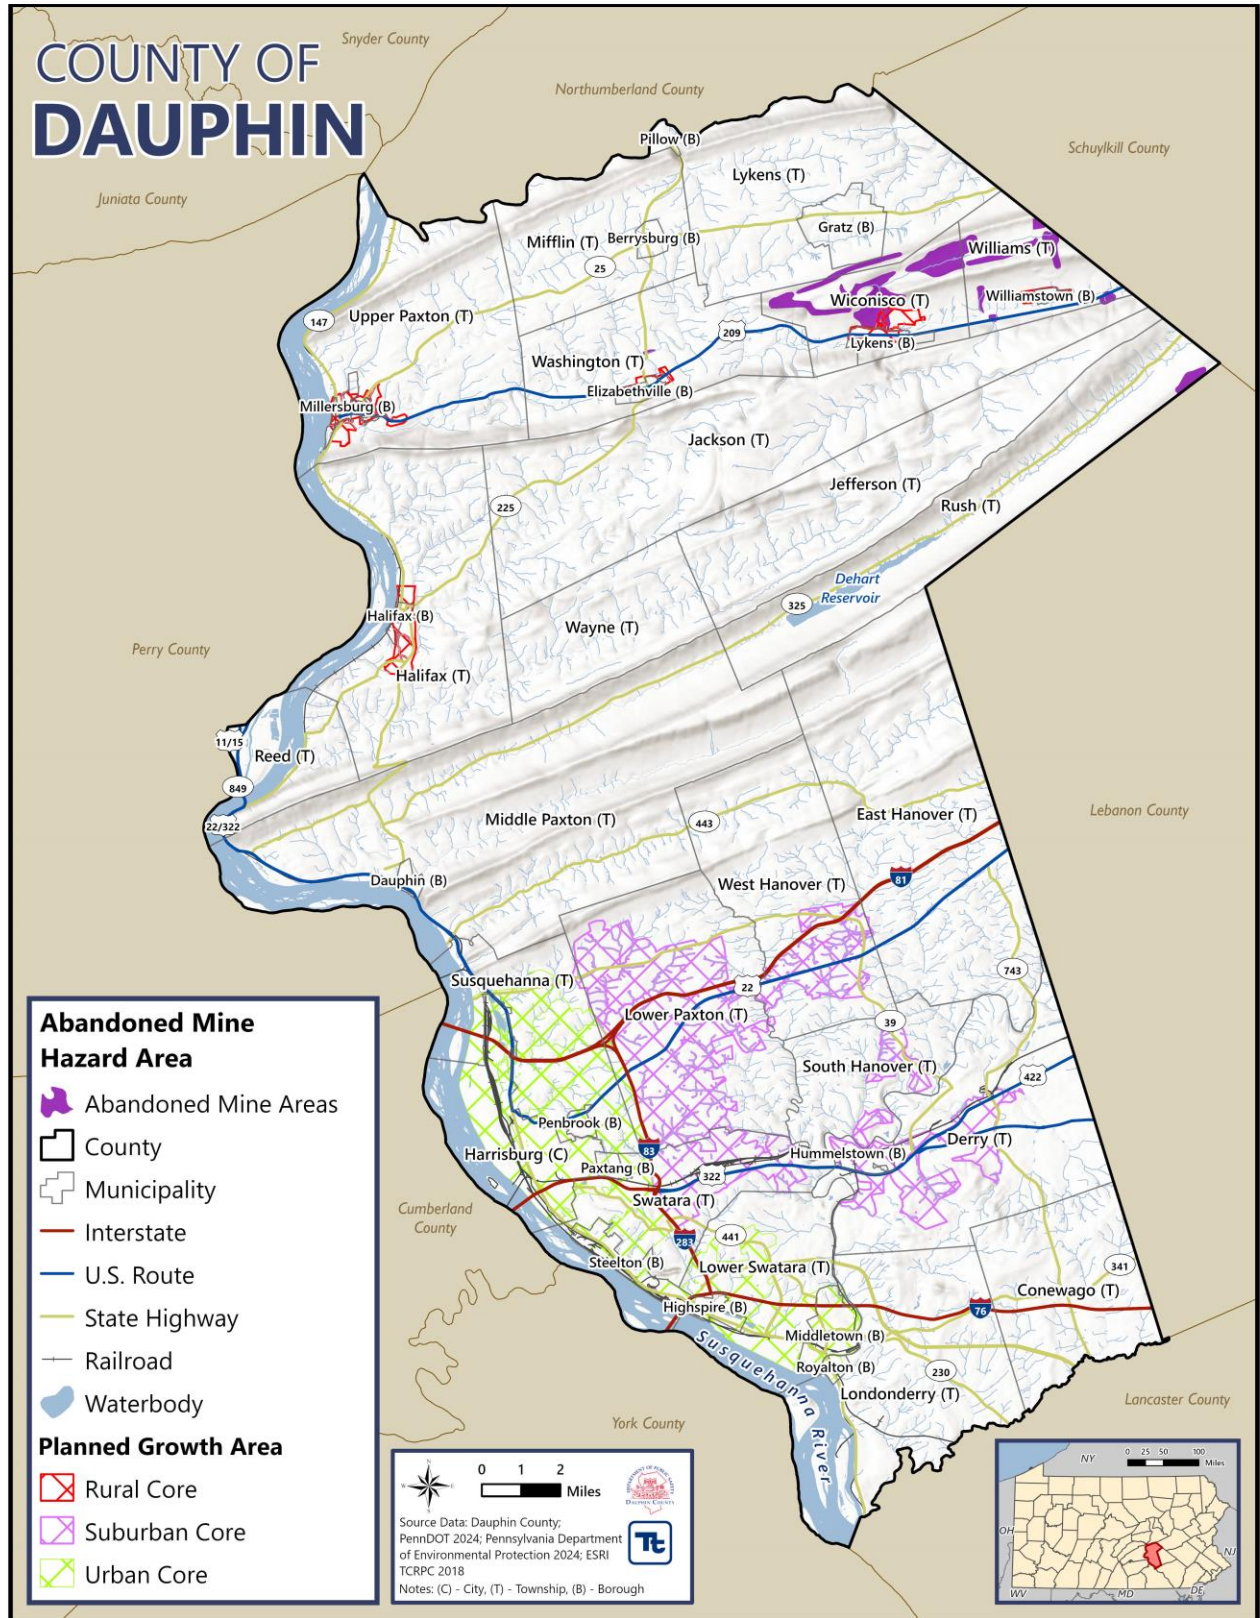 COUNTY OF
DAUPHIN
Snyder County
Northumberland County
Schuylkill County
Juniata County
Pillow (B)
Lykens (T)
Gratz (B)
Mifflin (T)
Berrysburg (B)
Williams (T)
25
Williamstown (B)
Wiconisco (T)
147
Upper Paxton (T)
209
Lykens (B)
Washington (T)
Elizabethville (B)
Millersburg (B)
Jackson (T)
Jefferson (T)
Rush (T)
225
Dehart
Reservoir
325
Halifax (B)
Wayne (T)
Perry County
Halifax (T)
11/15
Reed (T)
849
22/322
Middle Paxton (T)
443
East Hanover (T)
Lebanon County
Dauphin (B)
West Hanover (T)
81
Susquehanna (T)
743
22
Lower Paxton (T)
39
South Hanover (T)
422
Penbrook (B)
Harrisburg (C)
83
Hummelstown (B)
Derry (T)
Paxtang (B)
322
Swatara (T)
Cumberland
County
283
441
Steelton (B)
Lower Swatara (T)
341
Conewago (T)
Highspire (B)
76
Middletown (B)
Royalton (B)
230
Londonderry (T)
Susquehanna River
York County
Lancaster County
Abandoned Mine
Hazard Area
Abandoned Mine Areas
County
Municipality
Interstate
U.S. Route
State Highway
Railroad
Waterbody
Planned Growth Area
Rural Core
Suburban Core
Urban Core
N
W E
S
0 1 2
Miles
DEPARTMENT OF PUBLIC SAFETY
DAUPHIN COUNTY
Tt
Source Data: Dauphin County;
PennDOT 2024; Pennsylvania Department
of Environmental Protection 2024; ESRI
TCRPC 2018
Notes: (C) - City, (T) - Township, (B) - Borough
NY
0 25 50 100
Miles
OH
NJ
WV
MD
DE